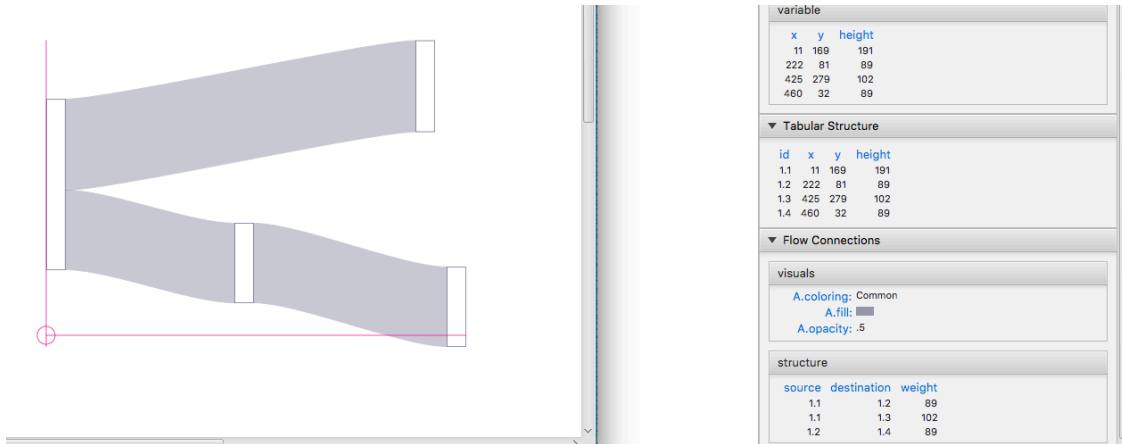 variable
x y height
11 169 191
222 81 89
425 279 102
460 32 89
Tabular Structure
id x y height
1.1 11 169 191
1.2 222 81 89
1.3 425 279 102
1.4 460 32 89
Flow Connections
visuals
A.coloring: Common
A.fill:
A.opacity: .5
structure
source destination weight
1.1 1.2 89
1.1 1.3 102
1.2 1.4 89